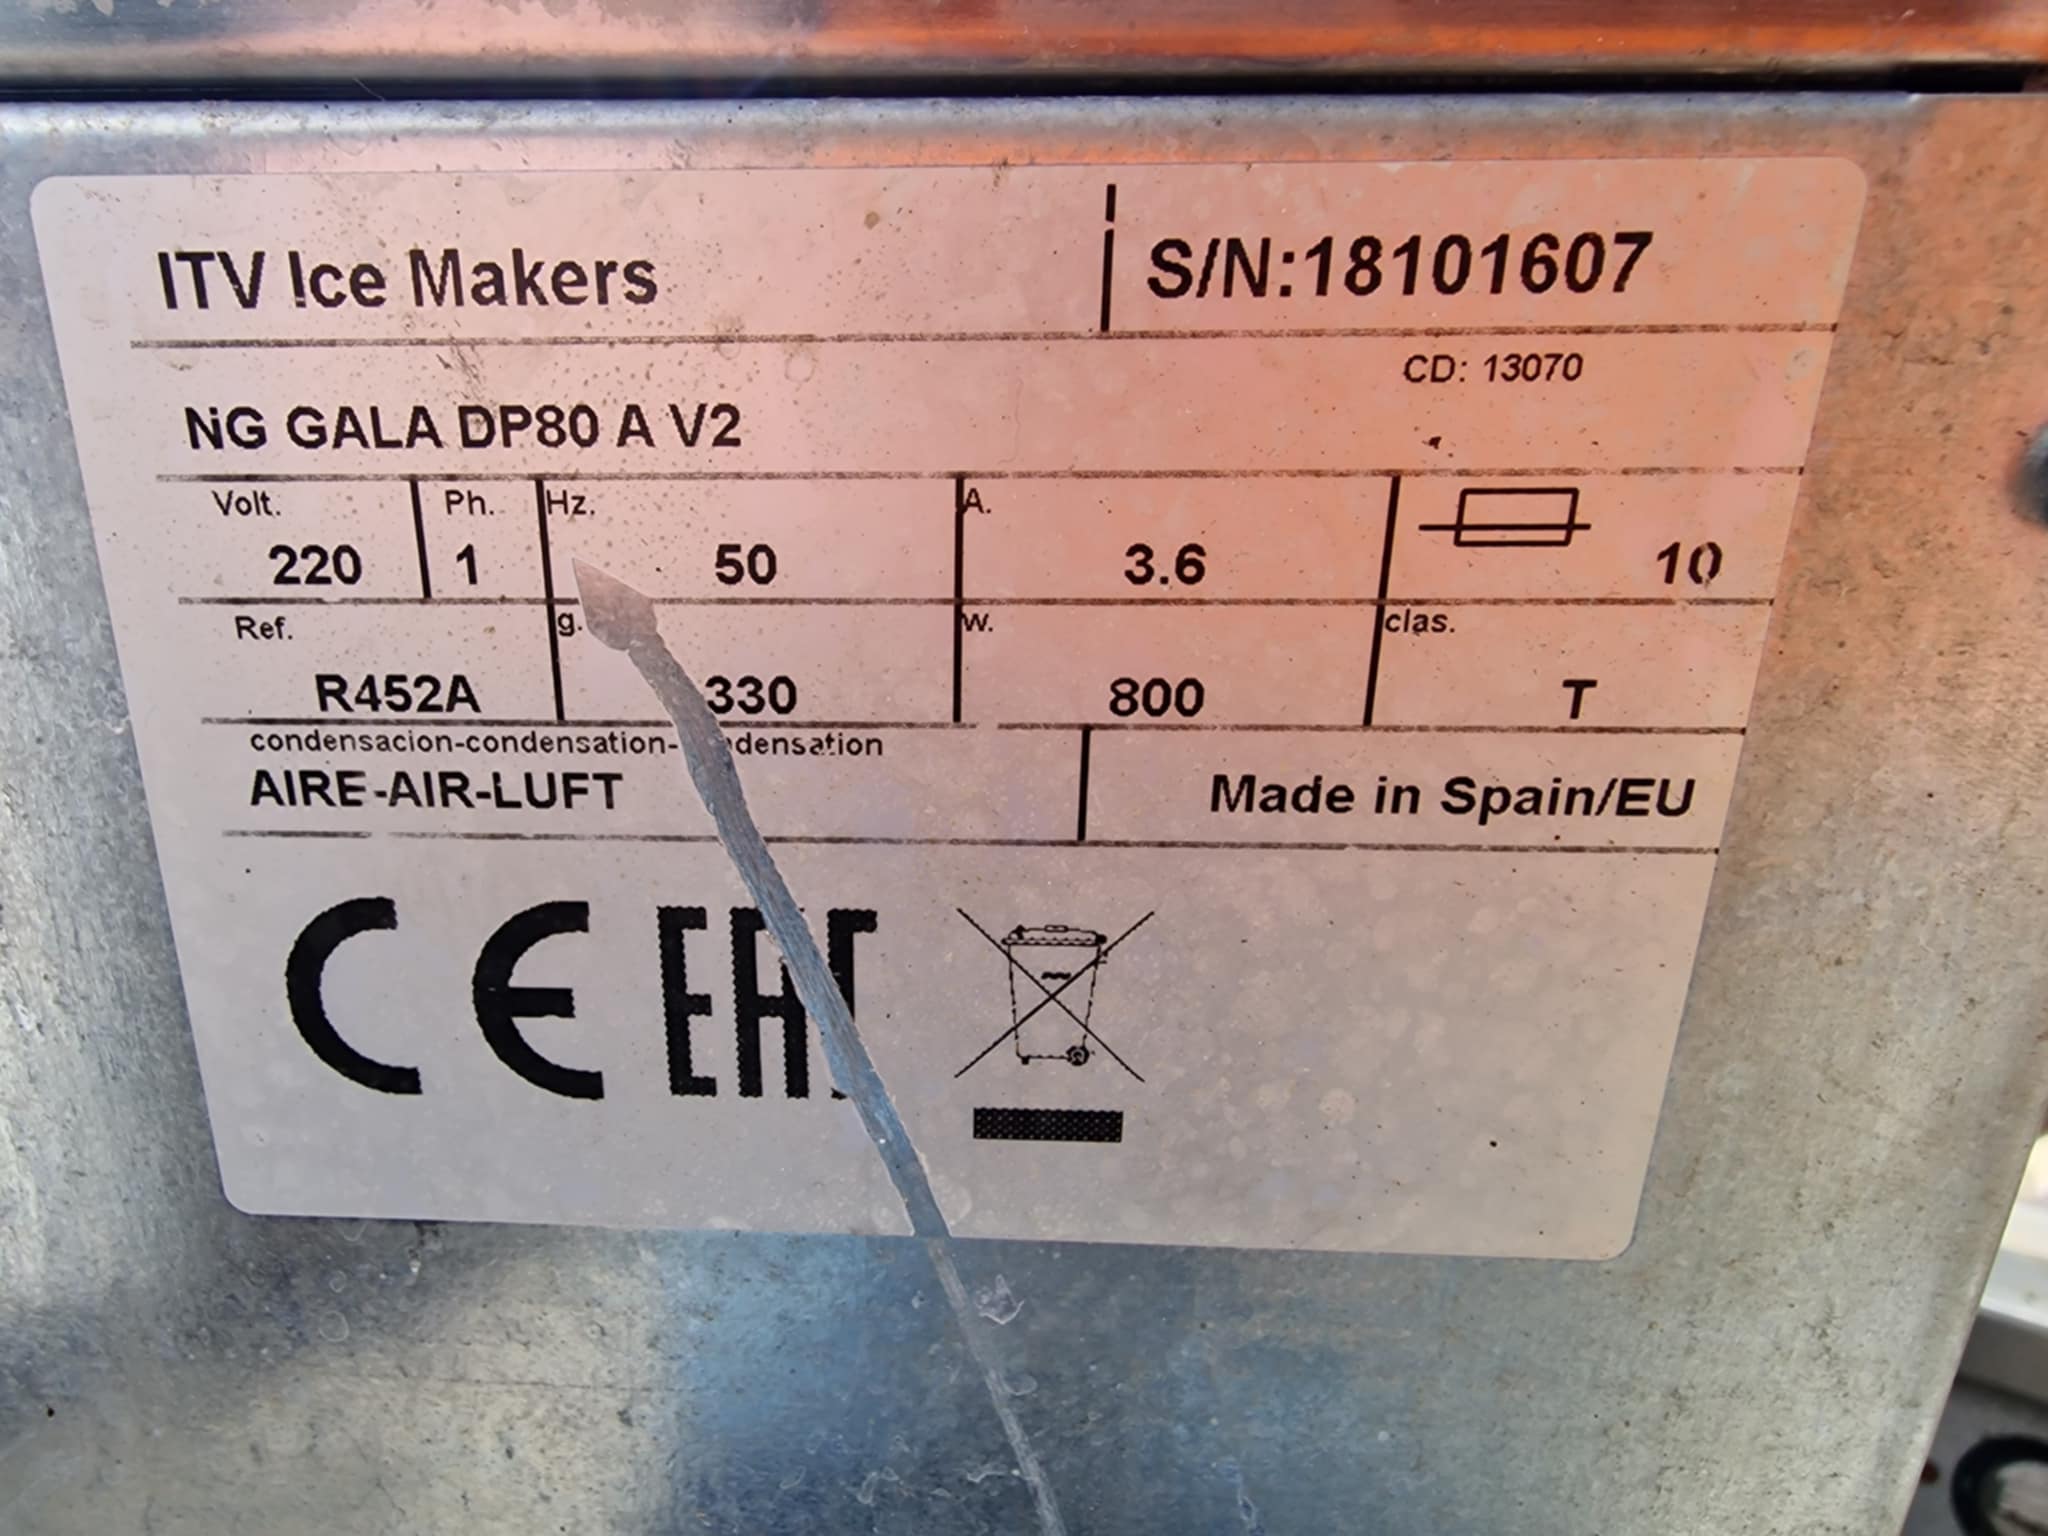 ITV Ice Makers
S/N:18101607
CD: 13070
NG GALA DP80 A V2
Volt. Ph. Hz. A.
220 1 50 3.6 10
Ref. g. w. clas.
R452A 330 800 T
condensacion-condensation-
AIRE-AIR-LUFT
Made in Spain/EU
CE EAC